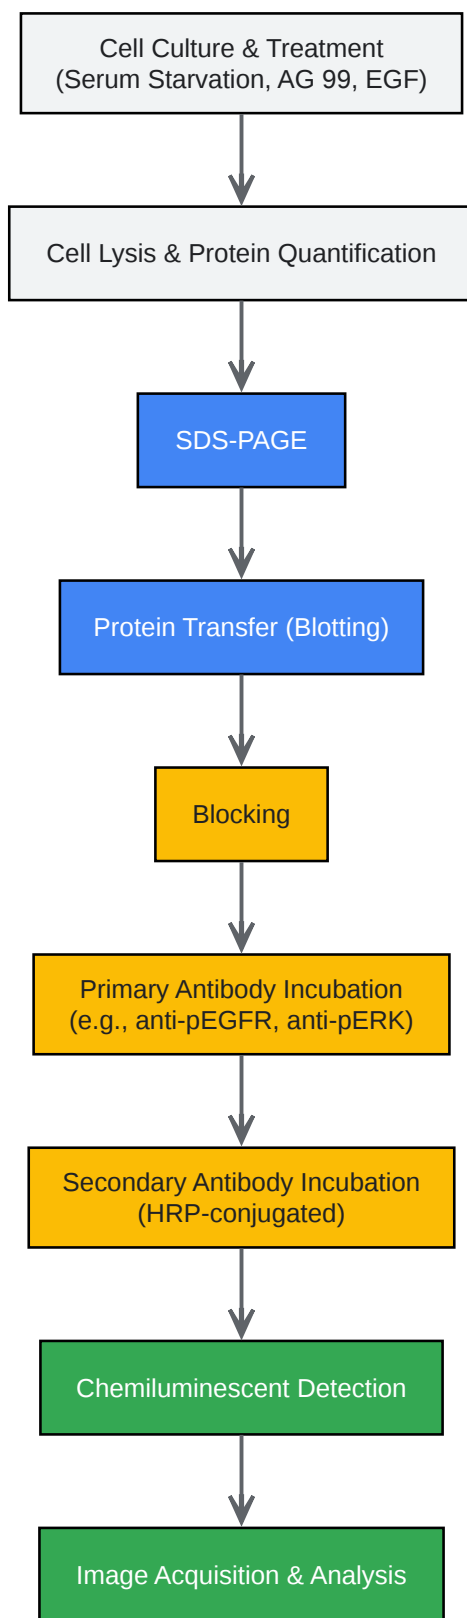 Cell Culture & Treatment
(Serum Starvation, AG 99, EGF)
Cell Lysis & Protein Quantification
SDS-PAGE
Protein Transfer (Blotting)
Blocking
Primary Antibody Incubation
(e.g., anti-pEGFR, anti-pERK)
Secondary Antibody Incubation
(HRP-conjugated)
Chemiluminescent Detection
Image Acquisition & Analysis